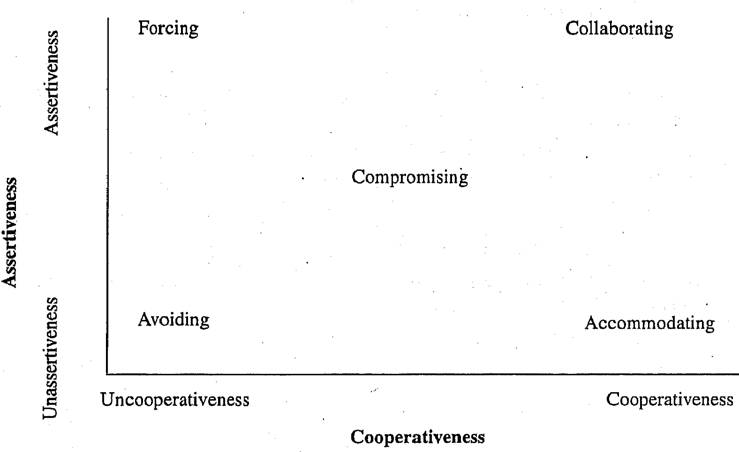 Forcing
Collaborating
Assertiveness
Compromising
Assertiveness
Avoiding
Accommodating
Unassertiveness
Uncooperativeness
Cooperativeness
Cooperativeness